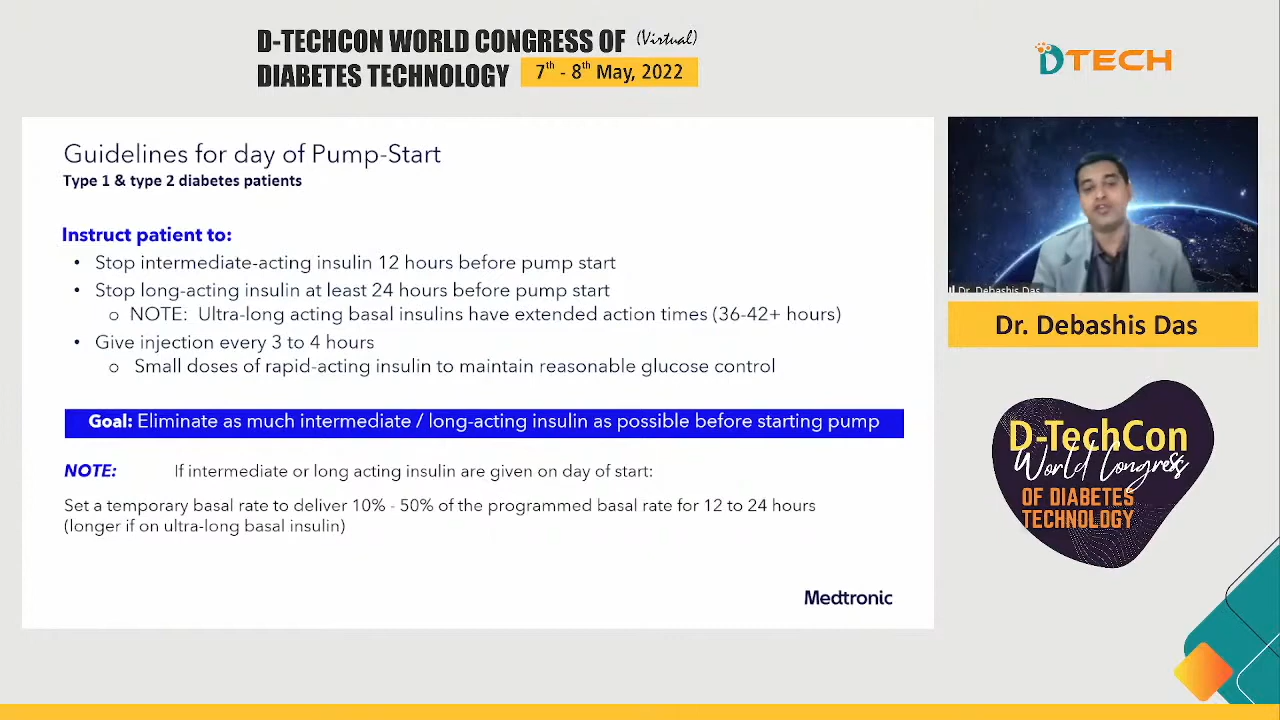 D-TECHCON WORLD CONGRESS OF (Virtual)
DIABETES TECHNOLOGY 7th - 8th May, 2022
DTECH
Guidelines for day of Pump-Start
Type 1 & type 2 diabetes patients
Instruct patient to:
• Stop intermediate-acting insulin 12 hours before pump start
• Stop long-acting insulin at least 24 hours before pump start
o NOTE: Ultra-long acting basal insulins have extended action times (36-42+ hours)
• Give injection every 3 to 4 hours
o Small doses of rapid-acting insulin to maintain reasonable glucose control
Goal: Eliminate as much intermediate / long-acting insulin as possible before starting pump
NOTE: If intermediate or long acting insulin are given on day of start:
Set a temporary basal rate to deliver 10% - 50% of the programmed basal rate for 12 to 24 hours
(longer if on ultra-long basal insulin)
Medtronic
Dr. Debashis Das
Dr. Debashis Das
D-TechCon
World Congress
OF DIABETES
TECHNOLOGY